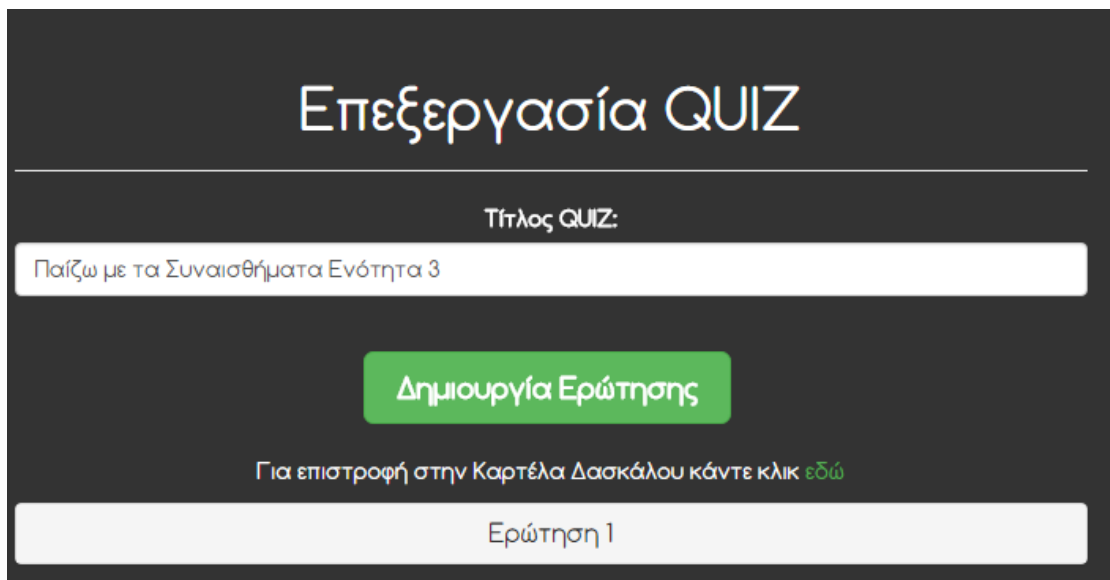 Επεξεργασία QUIZ
Τίτλος QUIZ:
Παίζω με τα Συναισθήματα Ενότητα 3
Δημιουργία Ερώτησης
Για επιστροφή στην Καρτέλα Δασκάλου κάντε κλικ εδώ
Ερώτηση 1